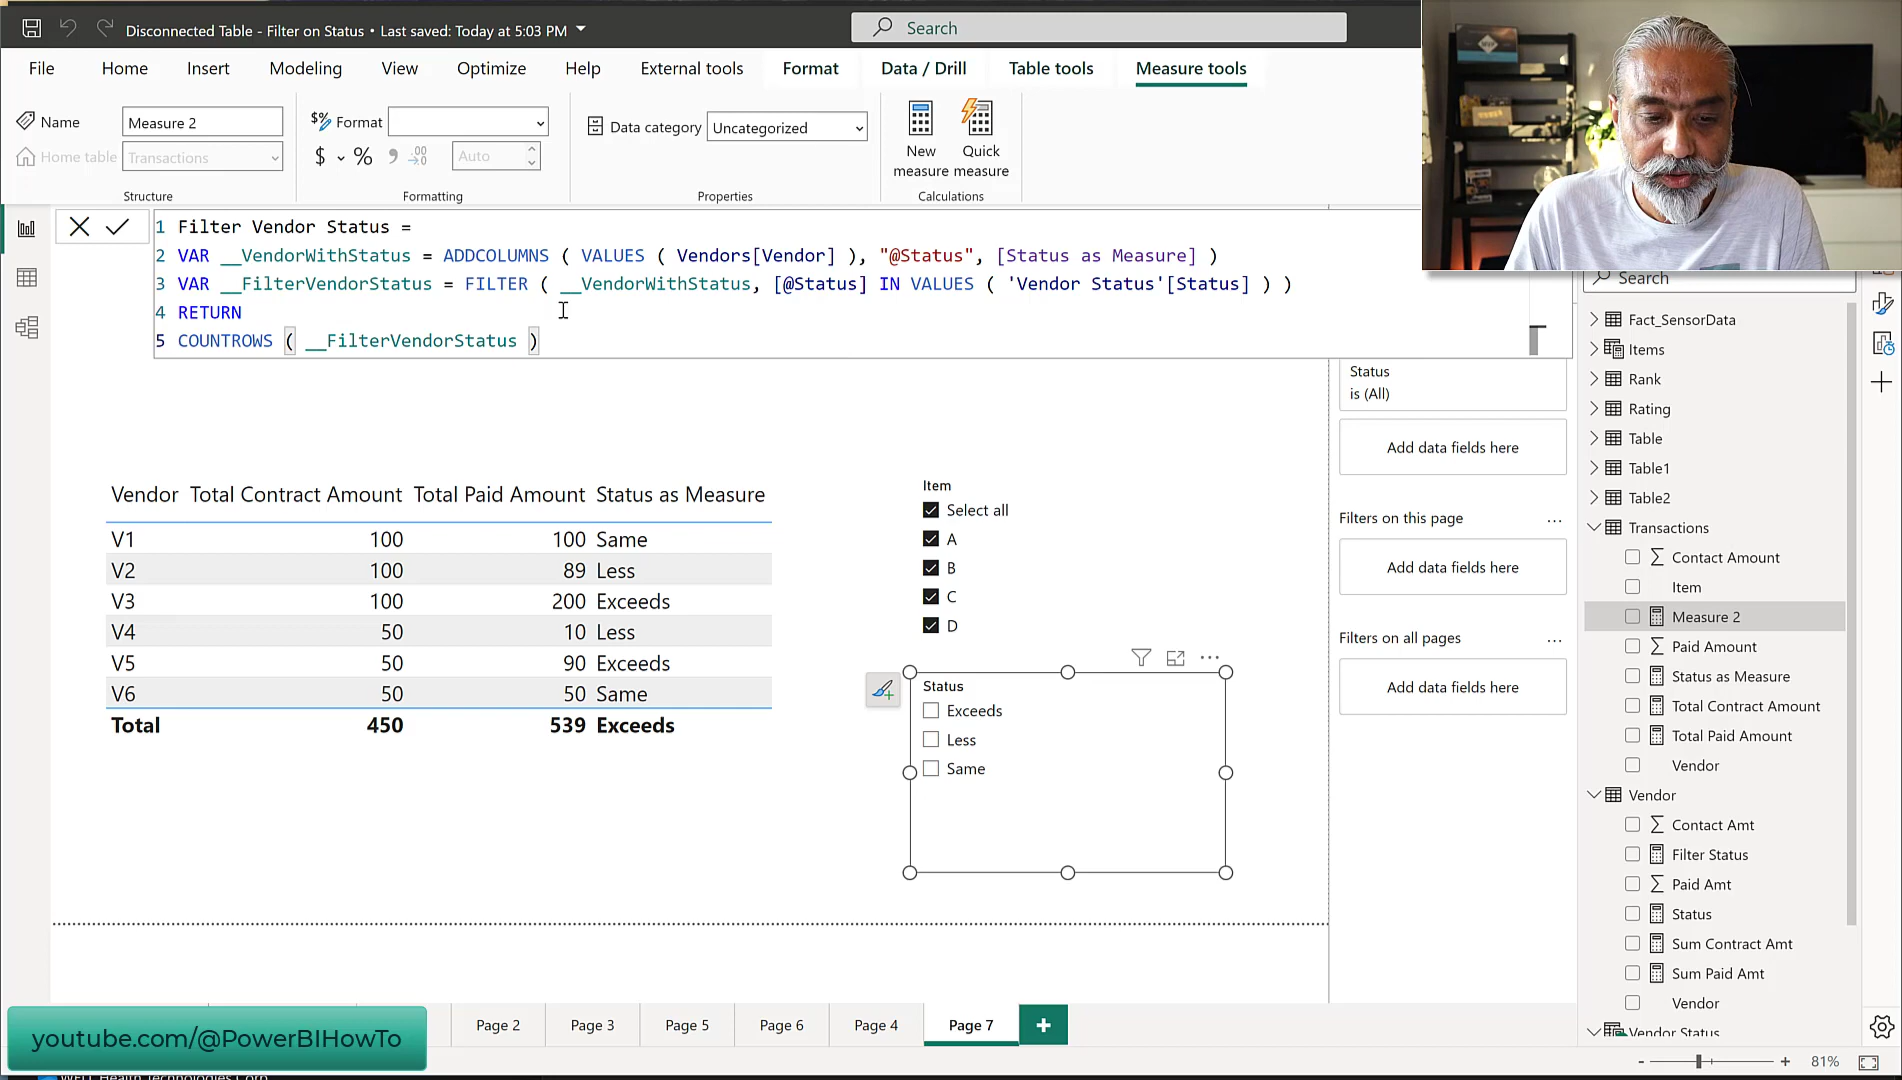 Disconnected Table - Filter on Status • Last saved: Today at 5:03 PM
Search
File Home Insert Modeling View Optimize Help External tools Format Data / Drill Table tools Measure tools
Name Measure 2
Home table Transactions
Structure
Format
$ % Auto
Formatting
Data category Uncategorized
Properties
New measure
Quick measure
Calculations
1 Filter Vendor Status =
2 VAR __VendorWithStatus = ADDCOLUMNS ( VALUES ( Vendors[Vendor] ), "@Status", [Status as Measure] )
3 VAR __FilterVendorStatus = FILTER ( __VendorWithStatus, [@Status] IN VALUES ( 'Vendor Status'[Status] ) )
4 RETURN
5 COUNTROWS ( __FilterVendorStatus )
Vendor Total Contract Amount Total Paid Amount Status as Measure
V1 100 100 Same
V2 100 89 Less
V3 100 200 Exceeds
V4 50 10 Less
V5 50 90 Exceeds
V6 50 50 Same
Total 450 539 Exceeds
Item
Select all
A
B
C
D
Status
Exceeds
Less
Same
Status
is (All)
Add data fields here
Filters on this page ...
Add data fields here
Filters on all pages ...
Add data fields here
Search
Fact_SensorData
Items
Rank
Rating
Table
Table1
Table2
Transactions
Contact Amount
Item
Measure 2
Paid Amount
Status as Measure
Total Contract Amount
Total Paid Amount
Vendor
Vendor
Contact Amt
Filter Status
Paid Amt
Status
Sum Contract Amt
Sum Paid Amt
Vendor
Vendor Status
Page 2 Page 3 Page 5 Page 6 Page 4 Page 7 +
youtube.com/@PowerBIHowTo
- + 81%